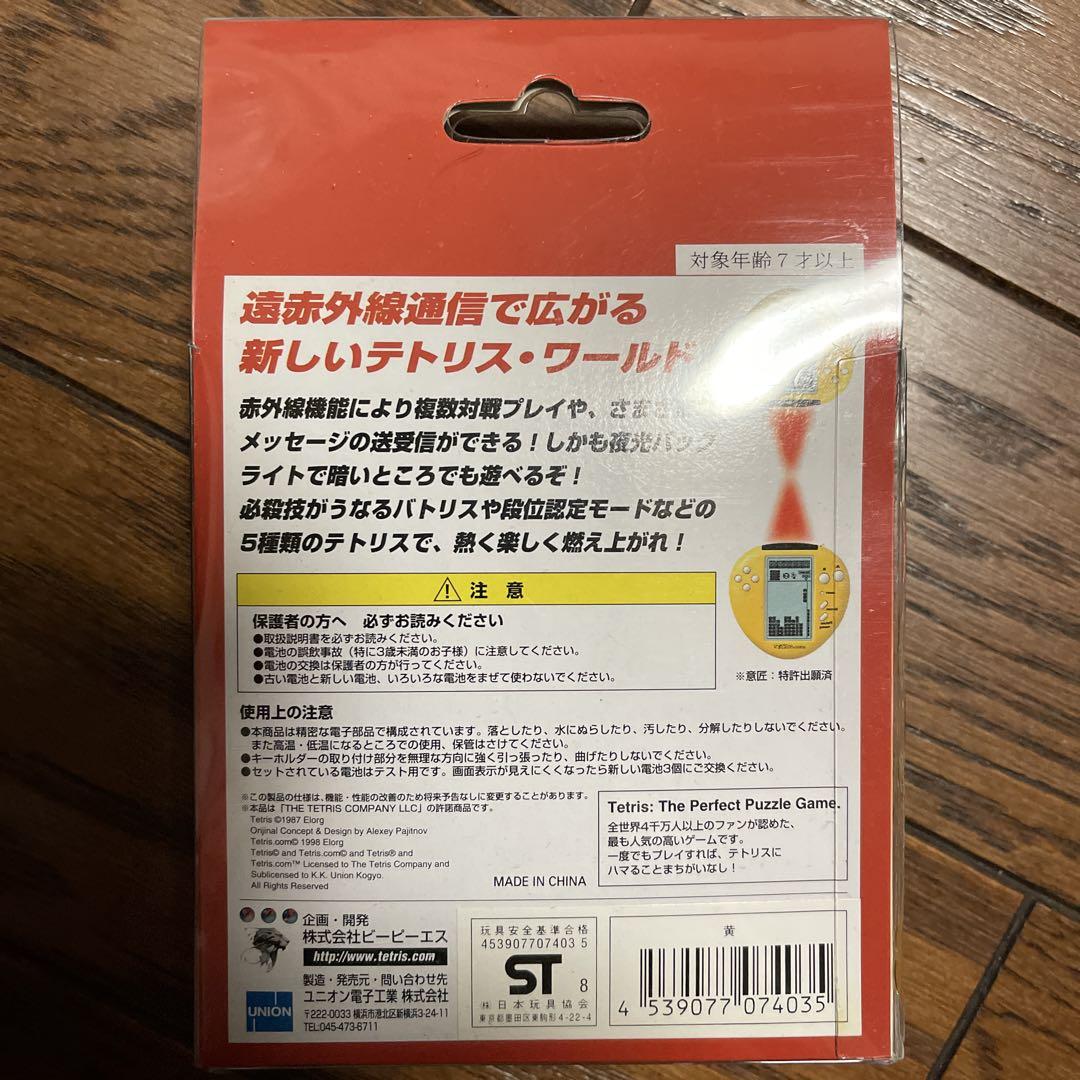 対象年齢7才以上
遠赤外線通信で広がる
新しいテトリス・ワールド
赤外線機能により複数対戦プレイや、さまざまな
メッセージの送受信ができる！しかも夜光バック
ライトで暗いところでも遊べるぞ！
必殺技がうなるバトリスや段位認定モードなどの
5種類のテトリスで、熱く楽しく燃え上がれ！
注 意
保護者の方へ 必ずお読みください
●取扱説明書を必ずお読みください。
●電池の誤飲事故（特に3歳未満のお子様）に注意してください。
●電池の交換は保護者の方が行ってください。
●古い電池と新しい電池、いろいろな電池をまぜて使わないでください。
※意匠：特許出願済
使用上の注意
●本商品は精密な電子部品で構成されています。落としたり、水にぬらしたり、汚したり、分解したりしないでください。
また高温・低温になるところでの使用、保管はさけてください。
●キーホルダーの取り付け部分を無理な方向に強く引っ張ったり、曲げたりしないでください。
●セットされている電池はテスト用です。画面表示が見えにくくなったら新しい電池3個にご交換ください。
※この製品の仕様は、機能・性能の改善のため将来予告なしに変更することがあります。
※本品は「THE TETRIS COMPANY LLC」の許諾商品です。
Tetris ©1987 Elorg
Orijinal Concept & Design by Alexey Pajitnov
Tetris.com© 1998 Elorg
Tetris© and Tetris.com© and Tetris® and
Tetris.com™ Licensed to The Tetris Company and
Sublicensed to K.K. Union Kogyo.
All Rights Reserved
MADE IN CHINA
Tetris: The Perfect Puzzle Game.
全世界4千万人以上のファンが認めた、
最も人気の高いゲームです。
一度でもプレイすれば、テトリスに
ハマることまちがいなし！
企画・開発
株式会社ビーピーエス
http://www.tetris.com
製造・発売元・問い合わせ先
UNION
ユニオン電子工業 株式会社
〒222-0033 横浜市港北区新横浜3-24-11
TEL:045-473-6711
玩具安全基準合格
453907707403 5
ST
8
㈳日本玩具協会
東京都墨田区東駒形4-22-4
黄
4 539077 074035